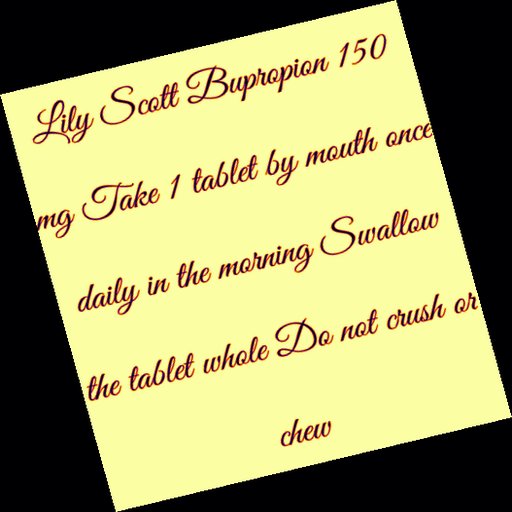 Lily Scott Bupropion 150
mg Take 1 tablet by mouth once
daily in the morning Swallow
the tablet whole Do not crush or
chew